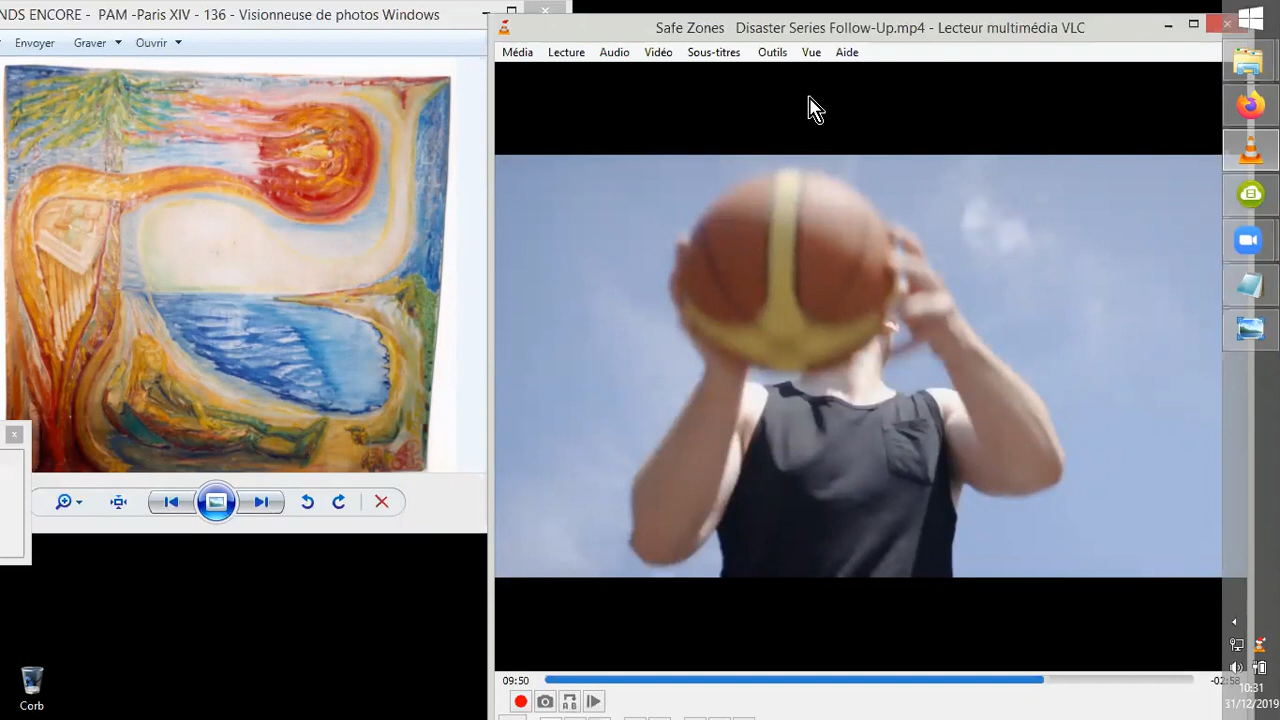 NDS ENCORE - PAM -Paris XIV - 136 - Visionneuse de photos Windows
Envoyer Graver Ouvrir
Safe Zones Disaster Series Follow-Up.mp4 - Lecteur multimédia VLC
Média Lecture Audio Vidéo Sous-titres Outils Vue Aide
09:50
-02:58
A B
Corb
10:31
31/12/2019